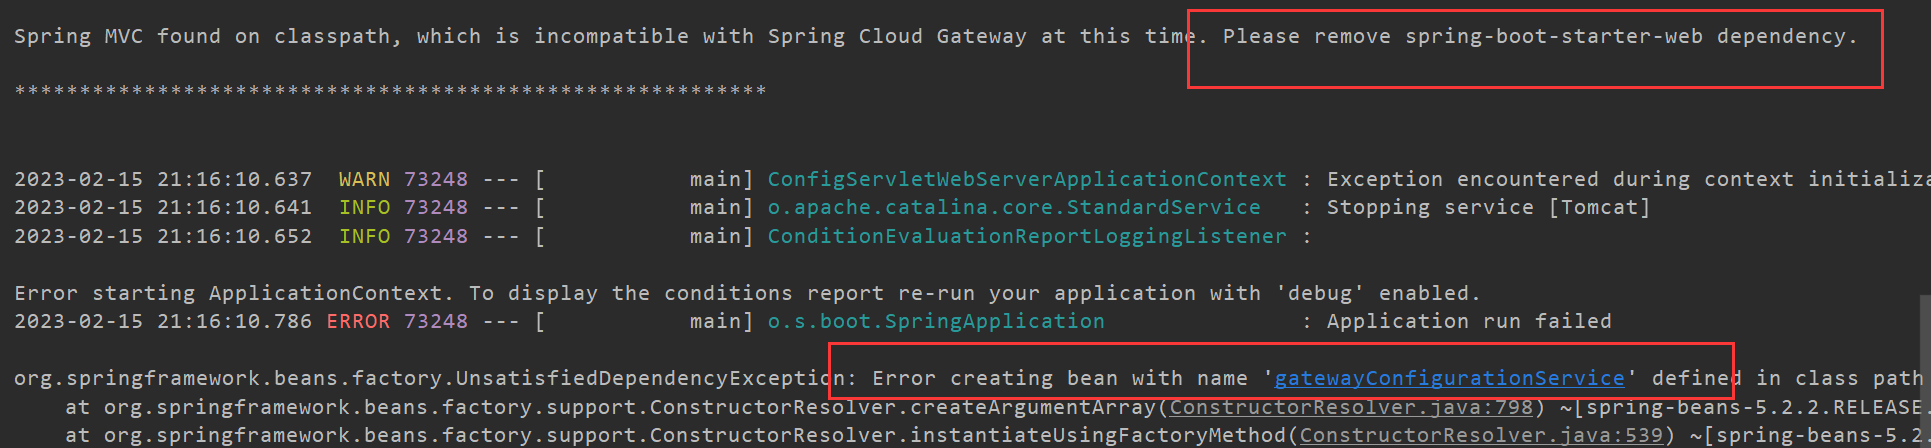 Spring MVC found on classpath, which is incompatible with Spring Cloud Gateway at this time. Please remove spring-boot-starter-web dependency.
**********************************************************
2023-02-15 21:16:10.637  WARN 73248 --- [           main] ConfigServletWebServerApplicationContext : Exception encountered during context initializa
2023-02-15 21:16:10.641  INFO 73248 --- [           main] o.apache.catalina.core.StandardService   : Stopping service [Tomcat]
2023-02-15 21:16:10.652  INFO 73248 --- [           main] ConditionEvaluationReportLoggingListener :
Error starting ApplicationContext. To display the conditions report re-run your application with 'debug' enabled.
2023-02-15 21:16:10.786 ERROR 73248 --- [           main] o.s.boot.SpringApplication               : Application run failed
org.springframework.beans.factory.UnsatisfiedDependencyException: Error creating bean with name 'gatewayConfigurationService' defined in class path
    at org.springframework.beans.factory.support.ConstructorResolver.createArgumentArray(ConstructorResolver.java:798) ~[spring-beans-5.2.2.RELEASE.
    at org.springframework.beans.factory.support.ConstructorResolver.instantiateUsingFactoryMethod(ConstructorResolver.java:539) ~[spring-beans-5.2